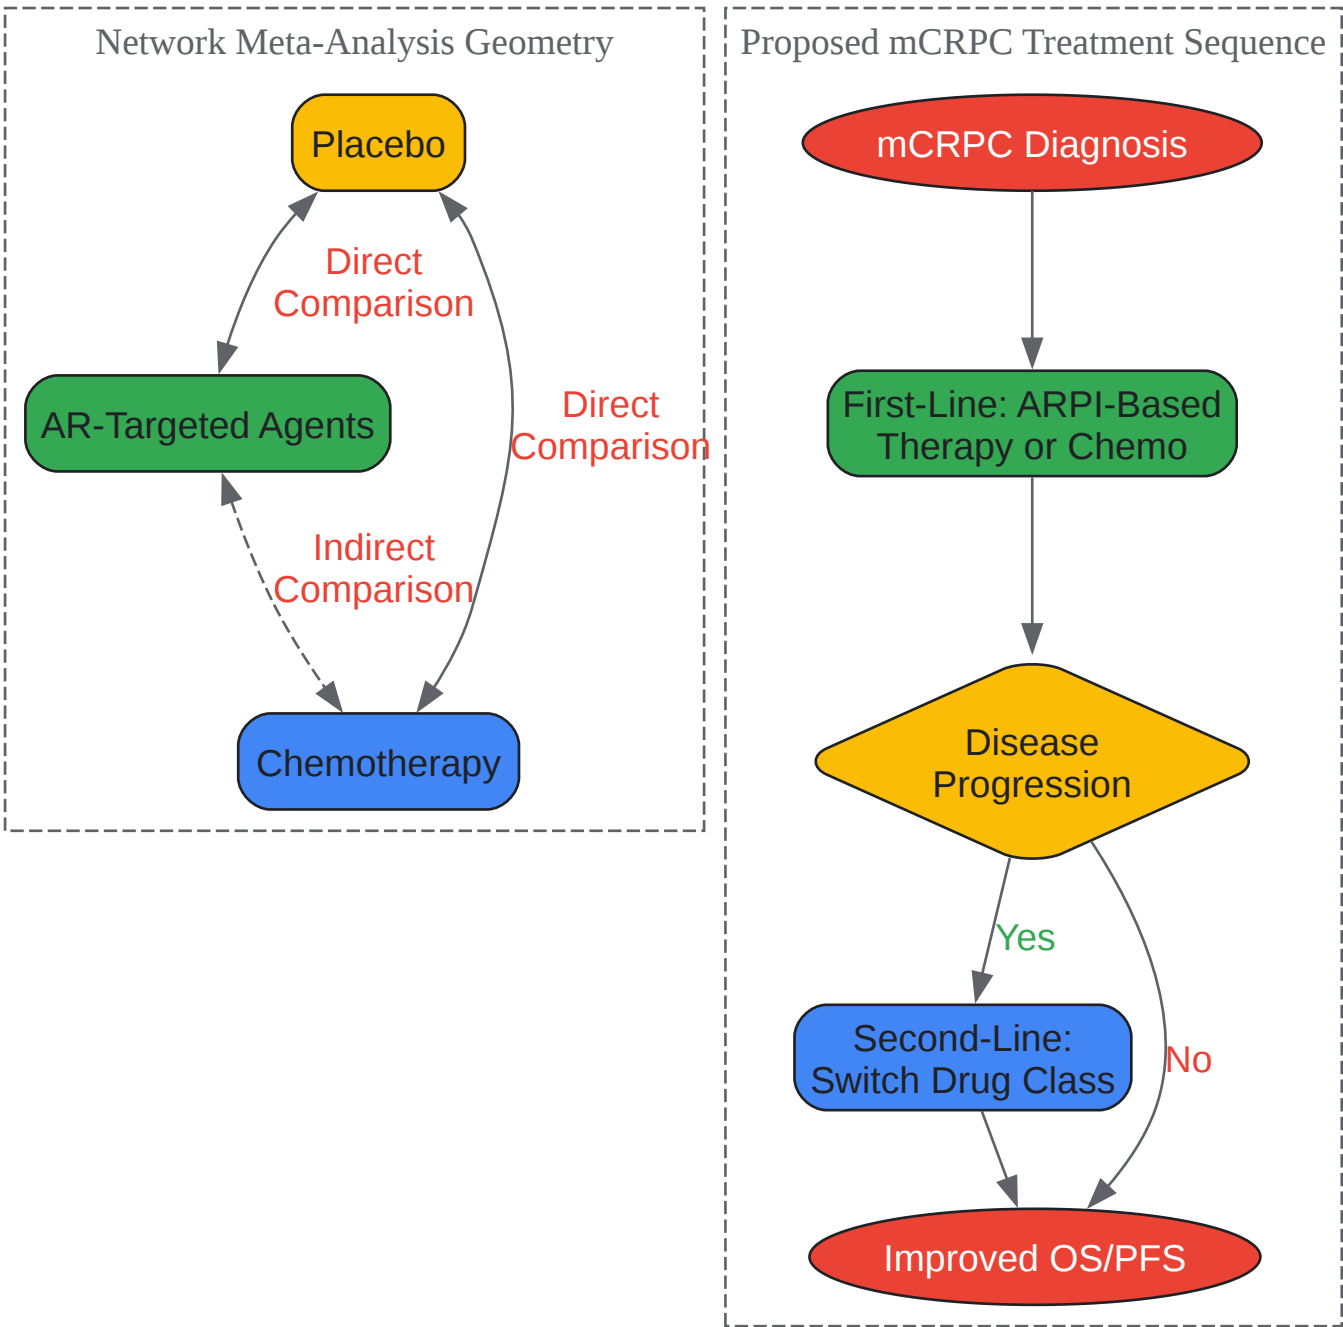 Network Meta-Analysis Geometry
Placebo
Direct
Comparison
AR-Targeted Agents
Direct
Comparison
Indirect
Comparison
Chemotherapy
Proposed mCRPC Treatment Sequence
mCRPC Diagnosis
First-Line: ARPI-Based
Therapy or Chemo
Disease
Progression
Yes
Second-Line:
Switch Drug Class
No
Improved OS/PFS